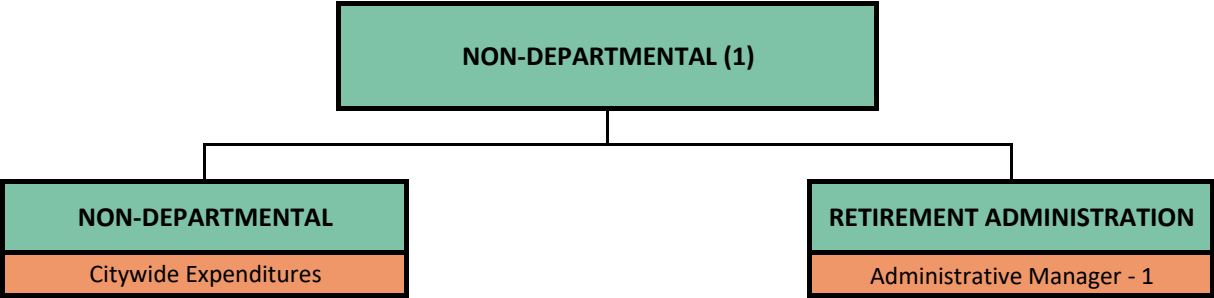 NON-DEPARTMENTAL (1)
NON-DEPARTMENTAL
Citywide Expenditures
RETIREMENT ADMINISTRATION
Administrative Manager - 1